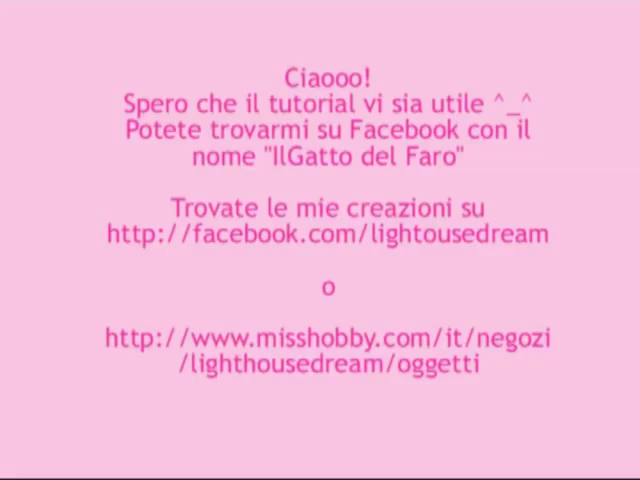 Ciaooo!
Spero che il tutorial vi sia utile ^_^
Potete trovarmi su Facebook con il
nome "IlGatto del Faro"
Trovate le mie creazioni su
http://facebook.com/lightousedream
o
http://www.misshobby.com/it/negozi
/lighthousedream/oggetti